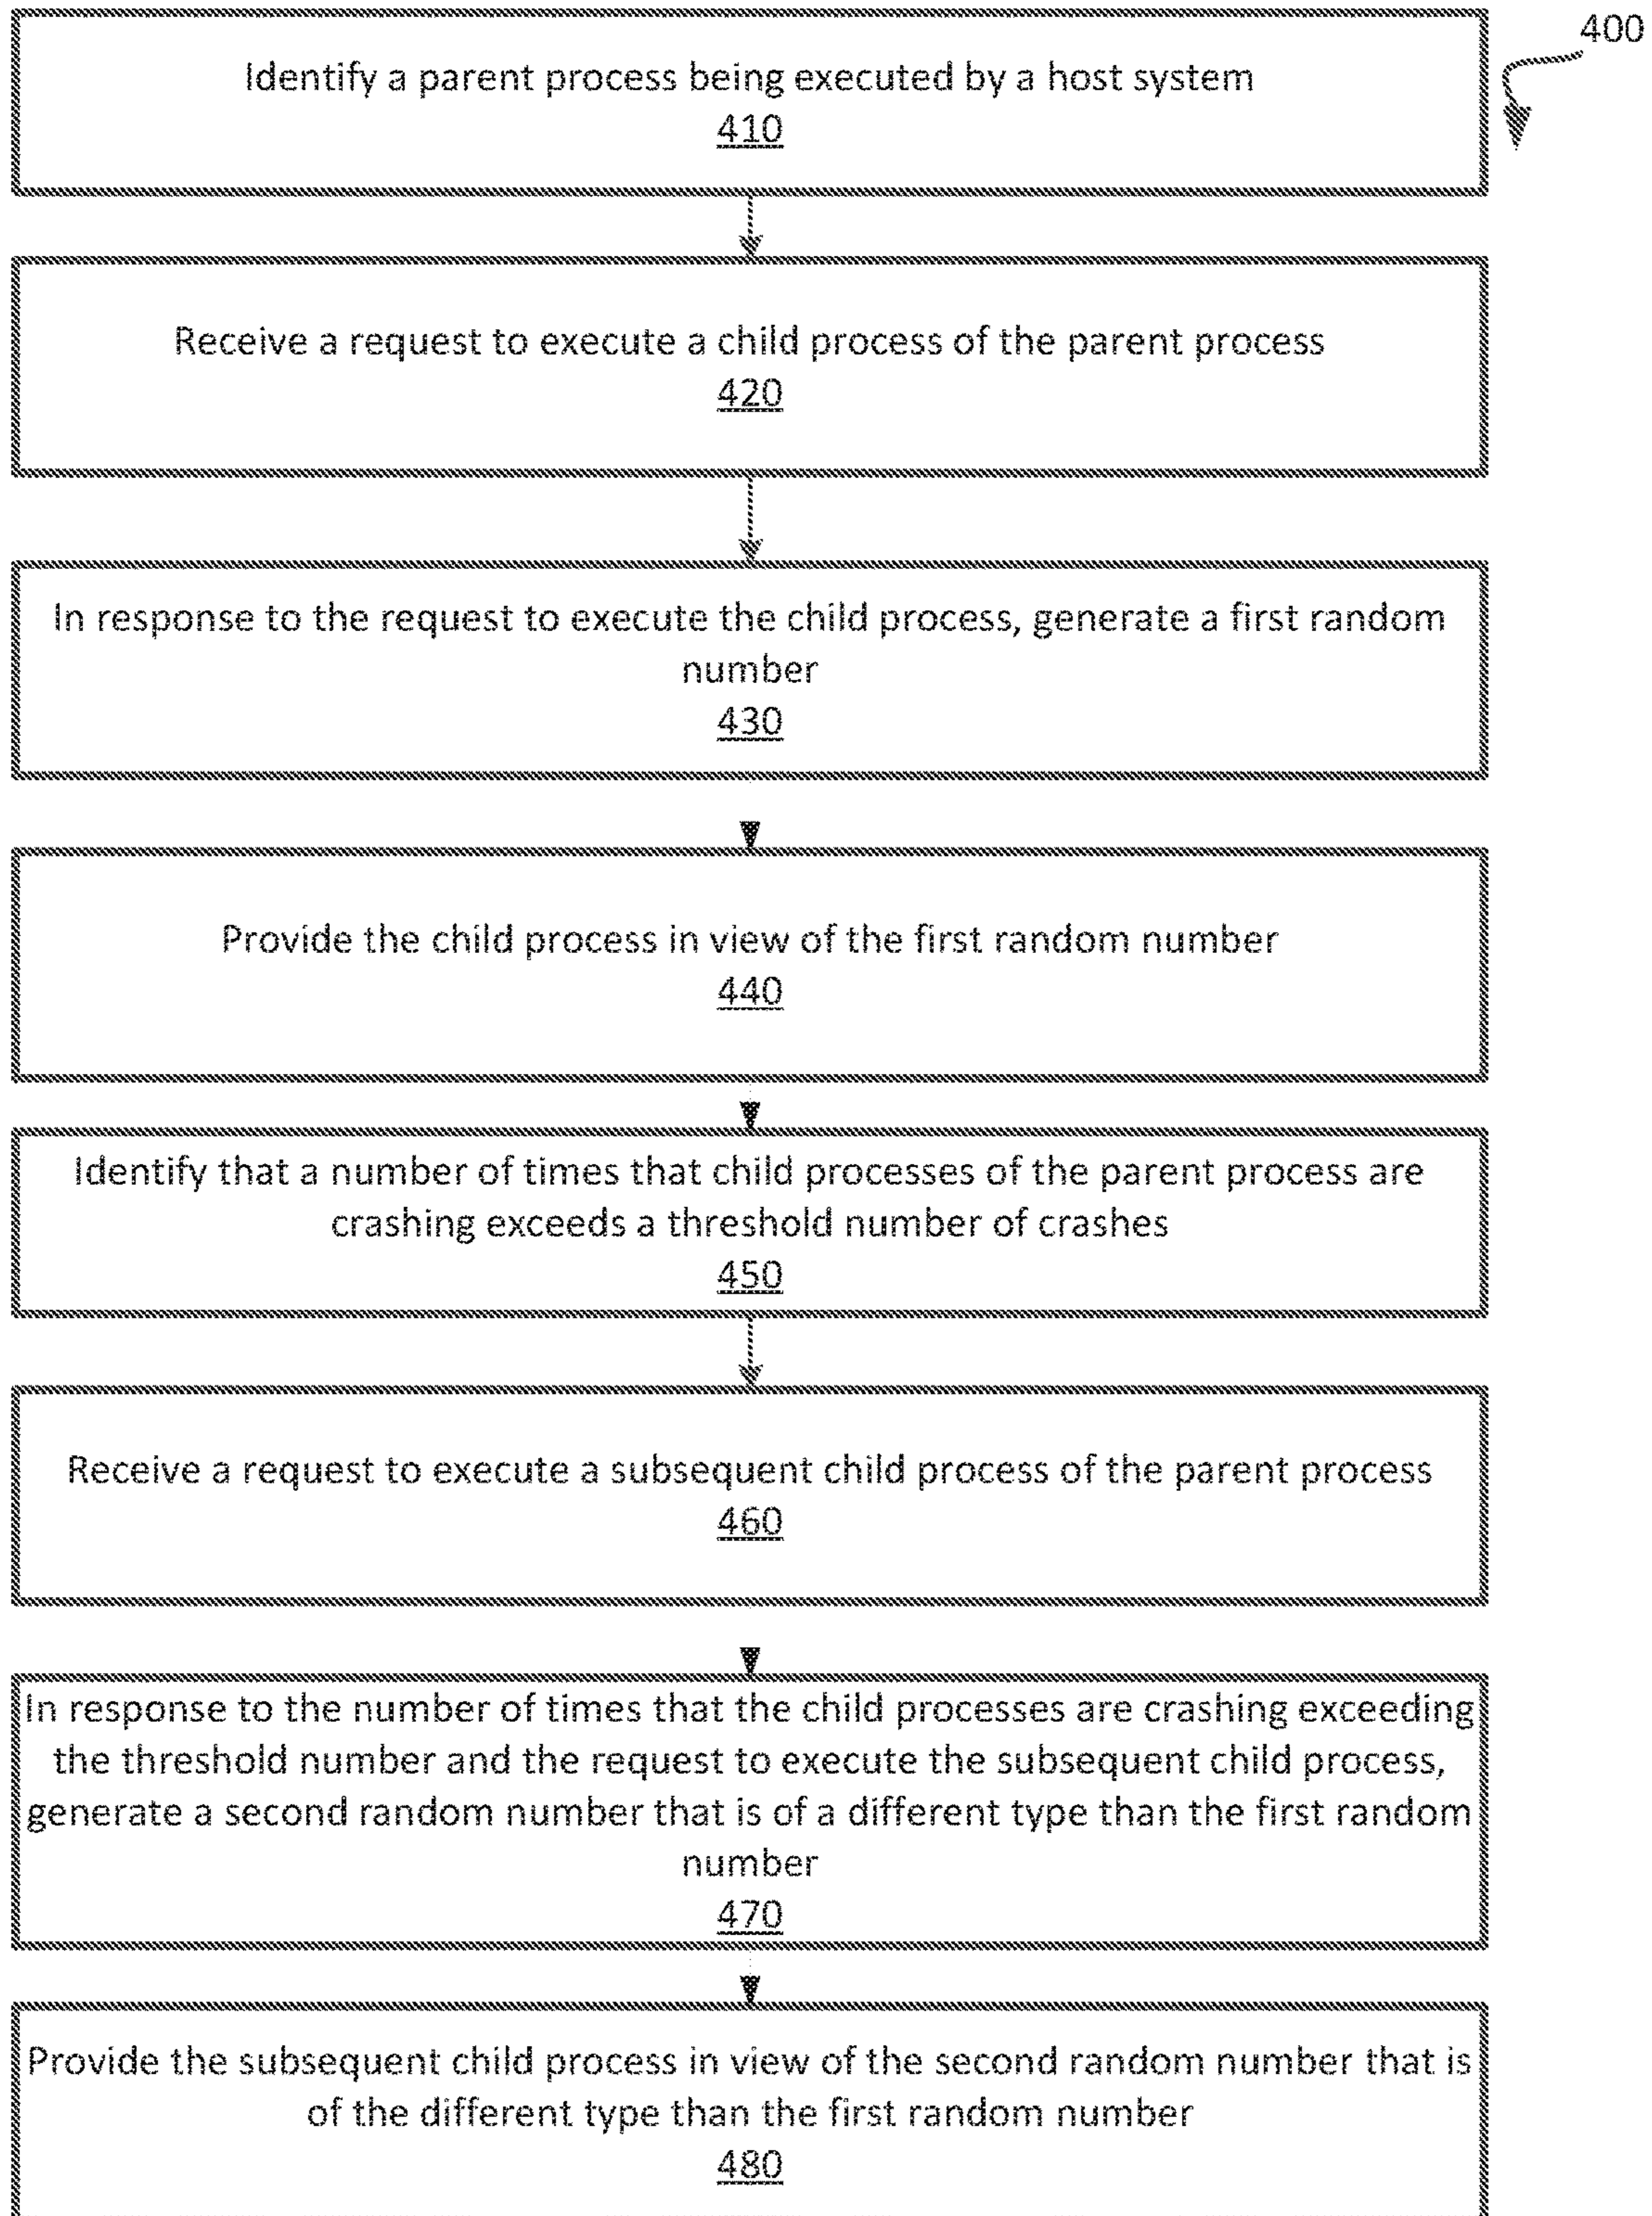 400
Identify a parent process being executed by a host system
410
Receive a request to execute a child process of the parent process
420
In response to the request to execute the child process, generate a first random
number
430
Provide the child process in view of the first random number
440
Identify that a number of times that child processes of the parent process are
crashing exceeds a threshold number of crashes
450
Receive a request to execute a subsequent child process of the parent process
460
In response to the number of times that the child processes are crashing exceeding
the threshold number and the request to execute the subsequent child process,
generate a second random number that is of a different type than the first random
number
470
Provide the subsequent child process in view of the second random number that is
of the different type than the first random number
480